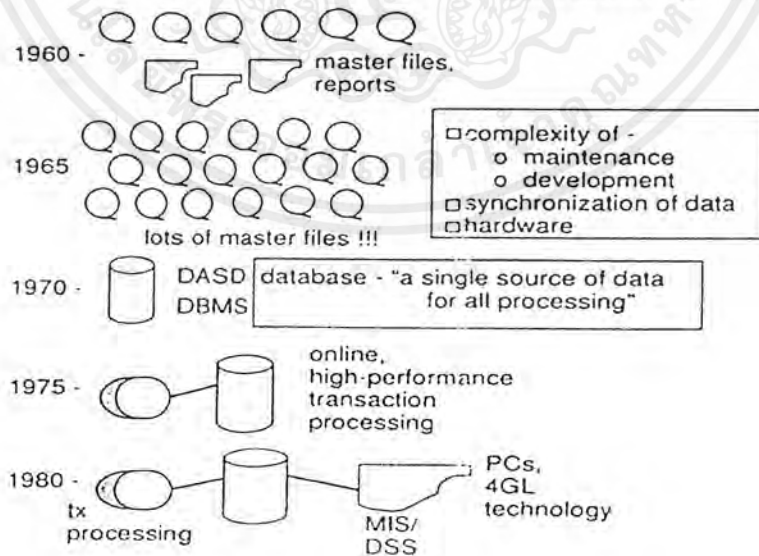 1960 -
master files,
reports
1965
lots of master files !!!
□ complexity of -
o maintenance
o development
□ synchronization of data
□ hardware
1970 -
DASD
DBMS
database - "a single source of data
for all processing"
1975 -
online,
high-performance
transaction
processing
1980 -
tx
processing
MIS/
DSS
PCs,
4GL
technology